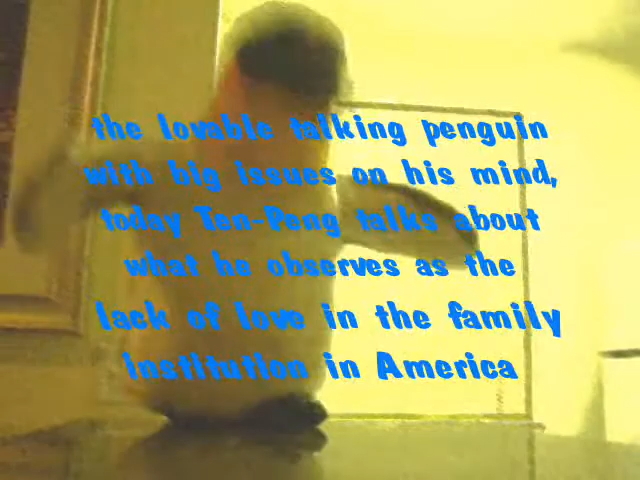 the lovable talking penguin
with big issues on his mind,
today Ten-Peng talks about
what he observes as the
lack of love in the family
institution in America